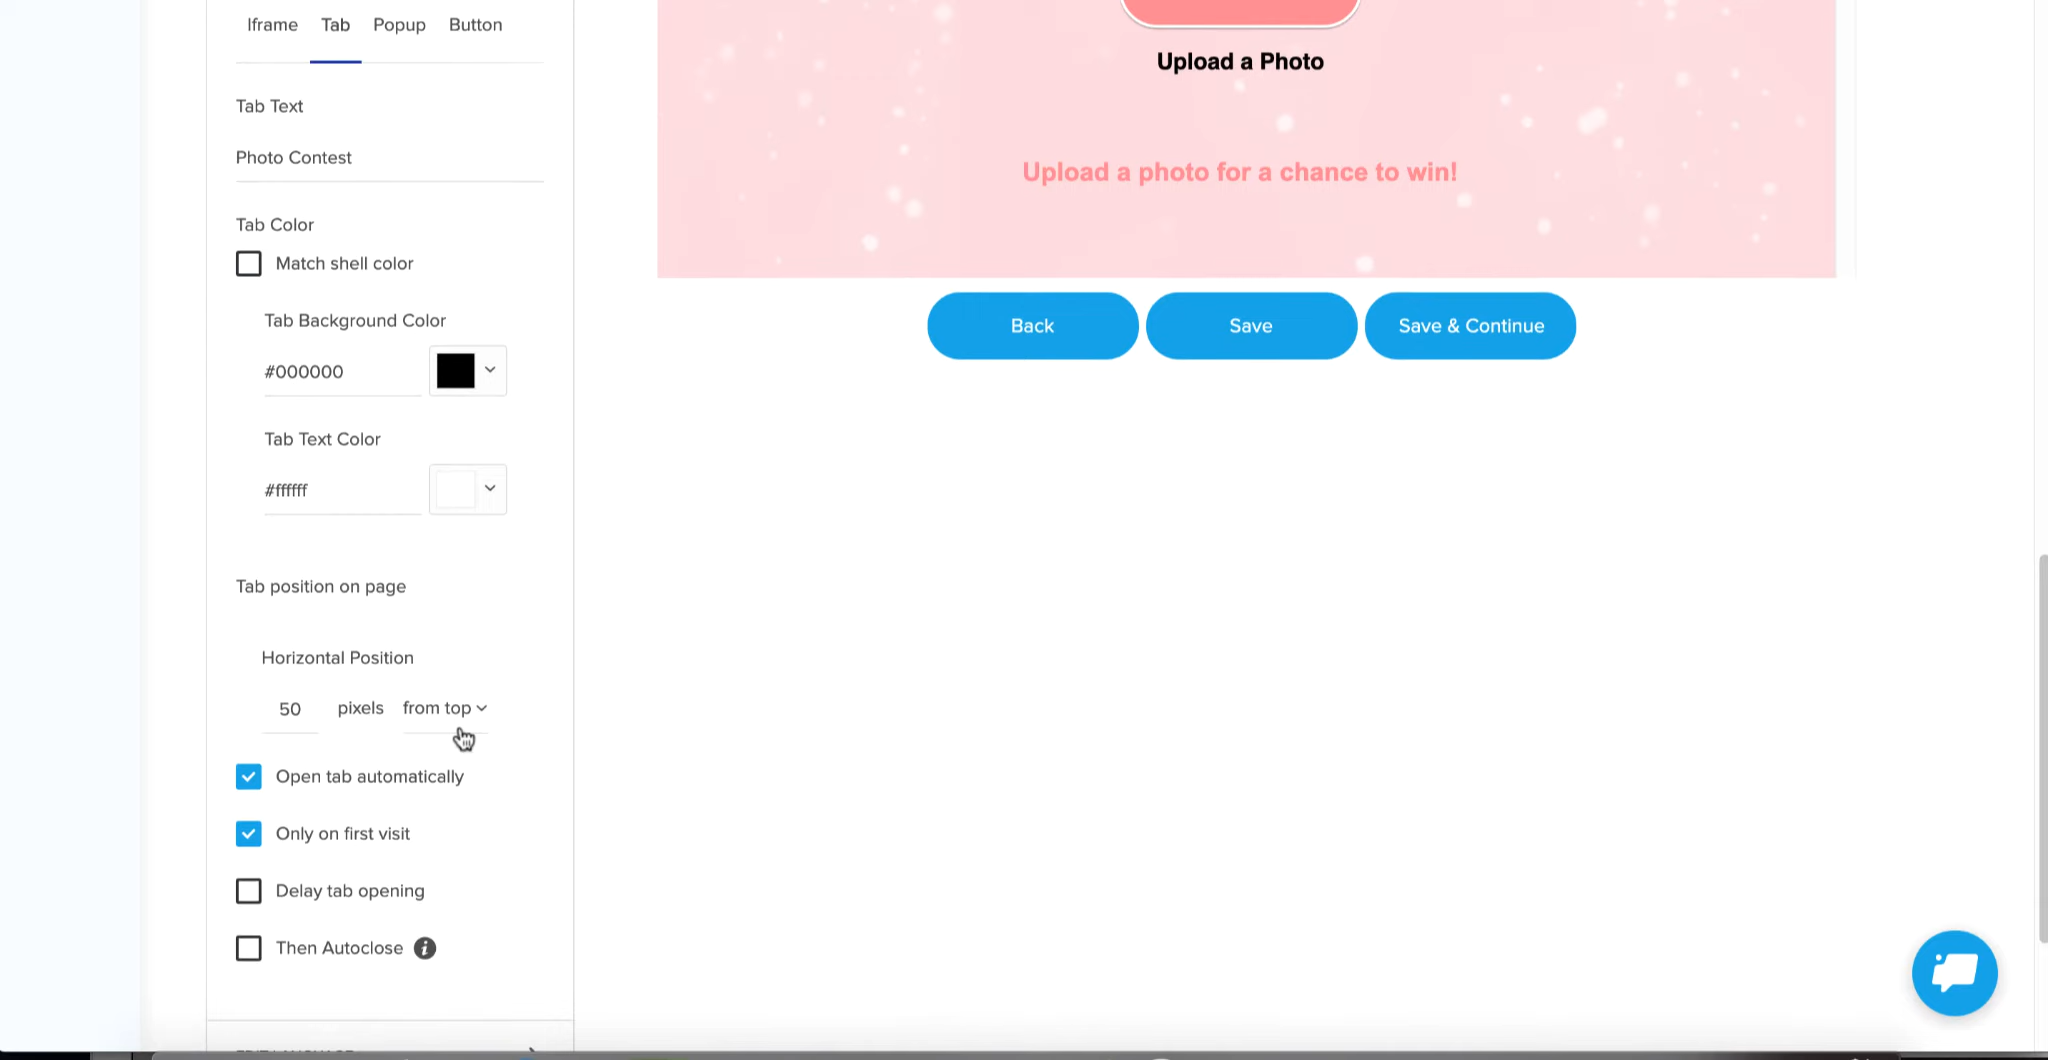 Iframe Tab Popup Button
Tab Text
Photo Contest
Tab Color
Match shell color
Tab Background Color
#000000
Tab Text Color
#ffffff
Tab position on page
Horizontal Position
50 pixels from top
Open tab automatically
Only on first visit
Delay tab opening
Then Autoclose
Upload a Photo
Upload a photo for a chance to win!
Back Save Save & Continue